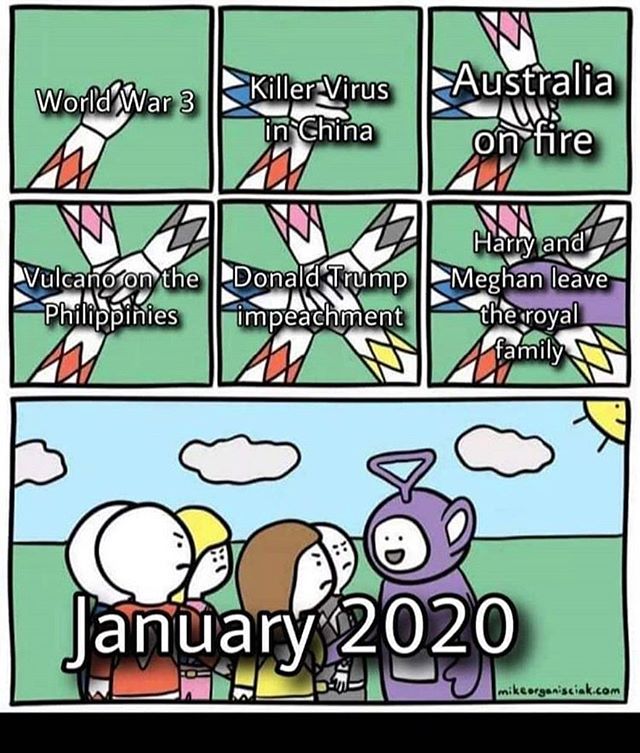 World War 3
Killer Virus
in China
Australia
on fire
Vulcano on the
Philippinies
Donald Trump
impeachment
Harry and
Meghan leave
the royal
family
January 2020
mikeorganisciak.com